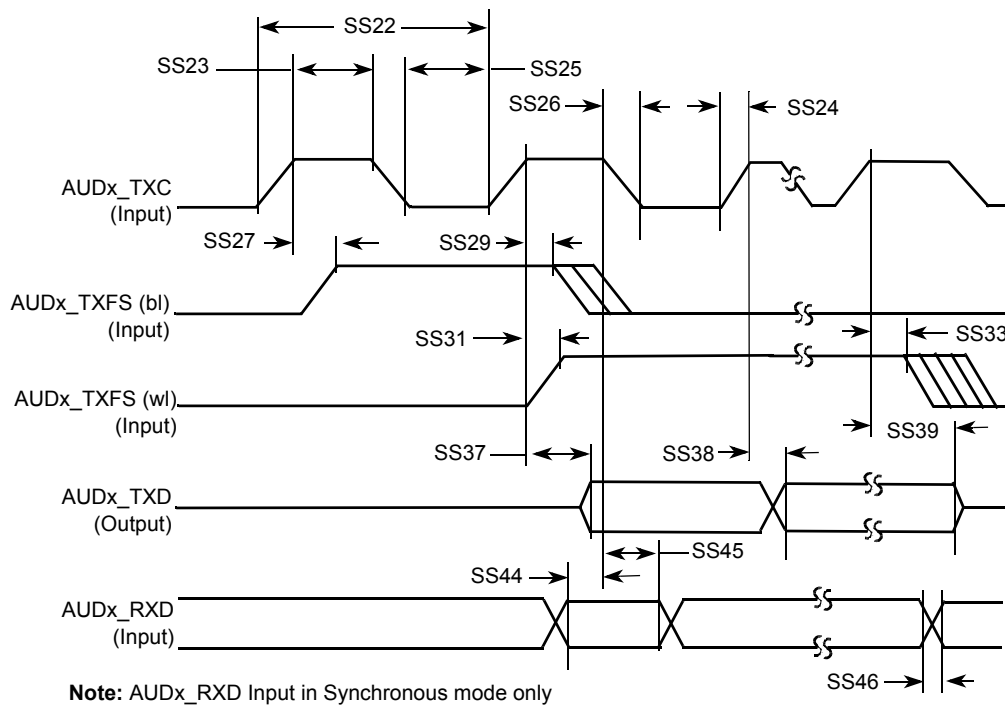 SS22
SS23
SS25
SS26
SS24
AUDx_TXC
(Input)
SS27
SS29
AUDx_TXFS (bl)
(Input)
SS31
SS33
AUDx_TXFS (wl)
(Input)
SS39
SS37
SS38
AUDx_TXD
(Output)
SS45
SS44
AUDx_RXD
(Input)
SS46
Note: AUDx_RXD Input in Synchronous mode only